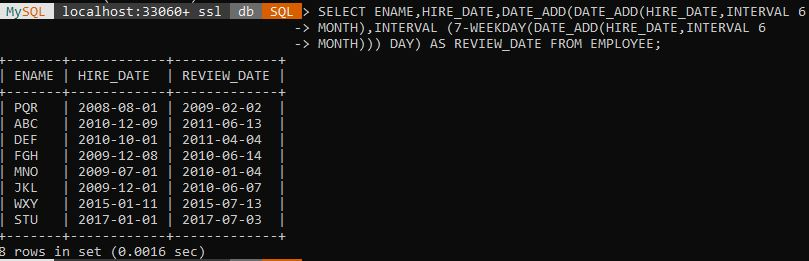 MySQL localhost:33060+ ssl db SQL > SELECT ENAME,HIRE_DATE,DATE_ADD(DATE_ADD(HIRE_DATE,INTERVAL 6
-> MONTH),INTERVAL (7-WEEKDAY(DATE_ADD(HIRE_DATE,INTERVAL 6
-> MONTH))) DAY) AS REVIEW_DATE FROM EMPLOYEE;
+-------+------------+-------------+
| ENAME | HIRE_DATE | REVIEW_DATE |
+-------+------------+-------------+
| PQR | 2008-08-01 | 2009-02-02 |
| ABC | 2010-12-09 | 2011-06-13 |
| DEF | 2010-10-01 | 2011-04-04 |
| FGH | 2009-12-08 | 2010-06-14 |
| MNO | 2009-07-01 | 2010-01-04 |
| JKL | 2009-12-01 | 2010-06-07 |
| WXY | 2015-01-11 | 2015-07-13 |
| STU | 2017-01-01 | 2017-07-03 |
+-------+------------+-------------+
8 rows in set (0.0016 sec)